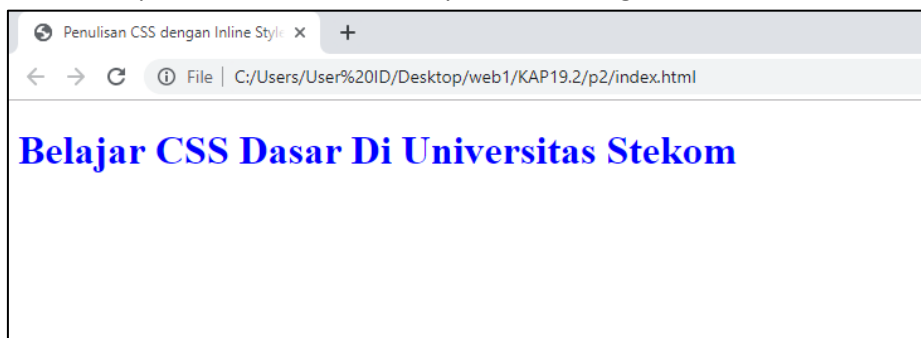 Penulisan CSS dengan Inline Style
File | C:/Users/User%20ID/Desktop/web1/KAP19.2/p2/index.html
Belajar CSS Dasar Di Universitas Stekom